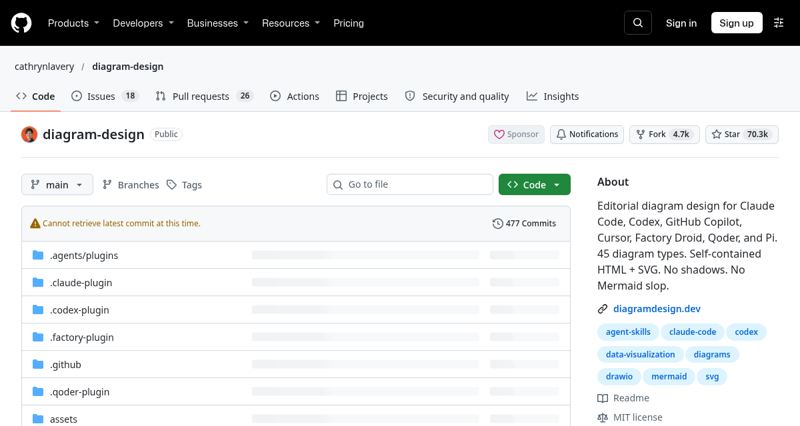 Products Developers Businesses Resources Pricing Sign in Sign up
cathrynlavery / diagram-design
Code Issues 18 Pull requests 26 Actions Projects Security and quality Insights
diagram-design Public Sponsor Notifications Fork 4.7k Star 70.3k
main Branches Tags Go to file Code
Cannot retrieve latest commit at this time. 477 Commits
.agents/plugins
.claude-plugin
.codex-plugin
.factory-plugin
.github
.qoder-plugin
assets
About
Editorial diagram design for Claude
Code, Codex, GitHub Copilot,
Cursor, Factory Droid, Qoder, and Pi.
45 diagram types. Self-contained
HTML + SVG. No shadows. No
Mermaid slop.
diagramdesign.dev
agent-skills claude-code codex
data-visualization diagrams
drawio mermaid svg
Readme
MIT license